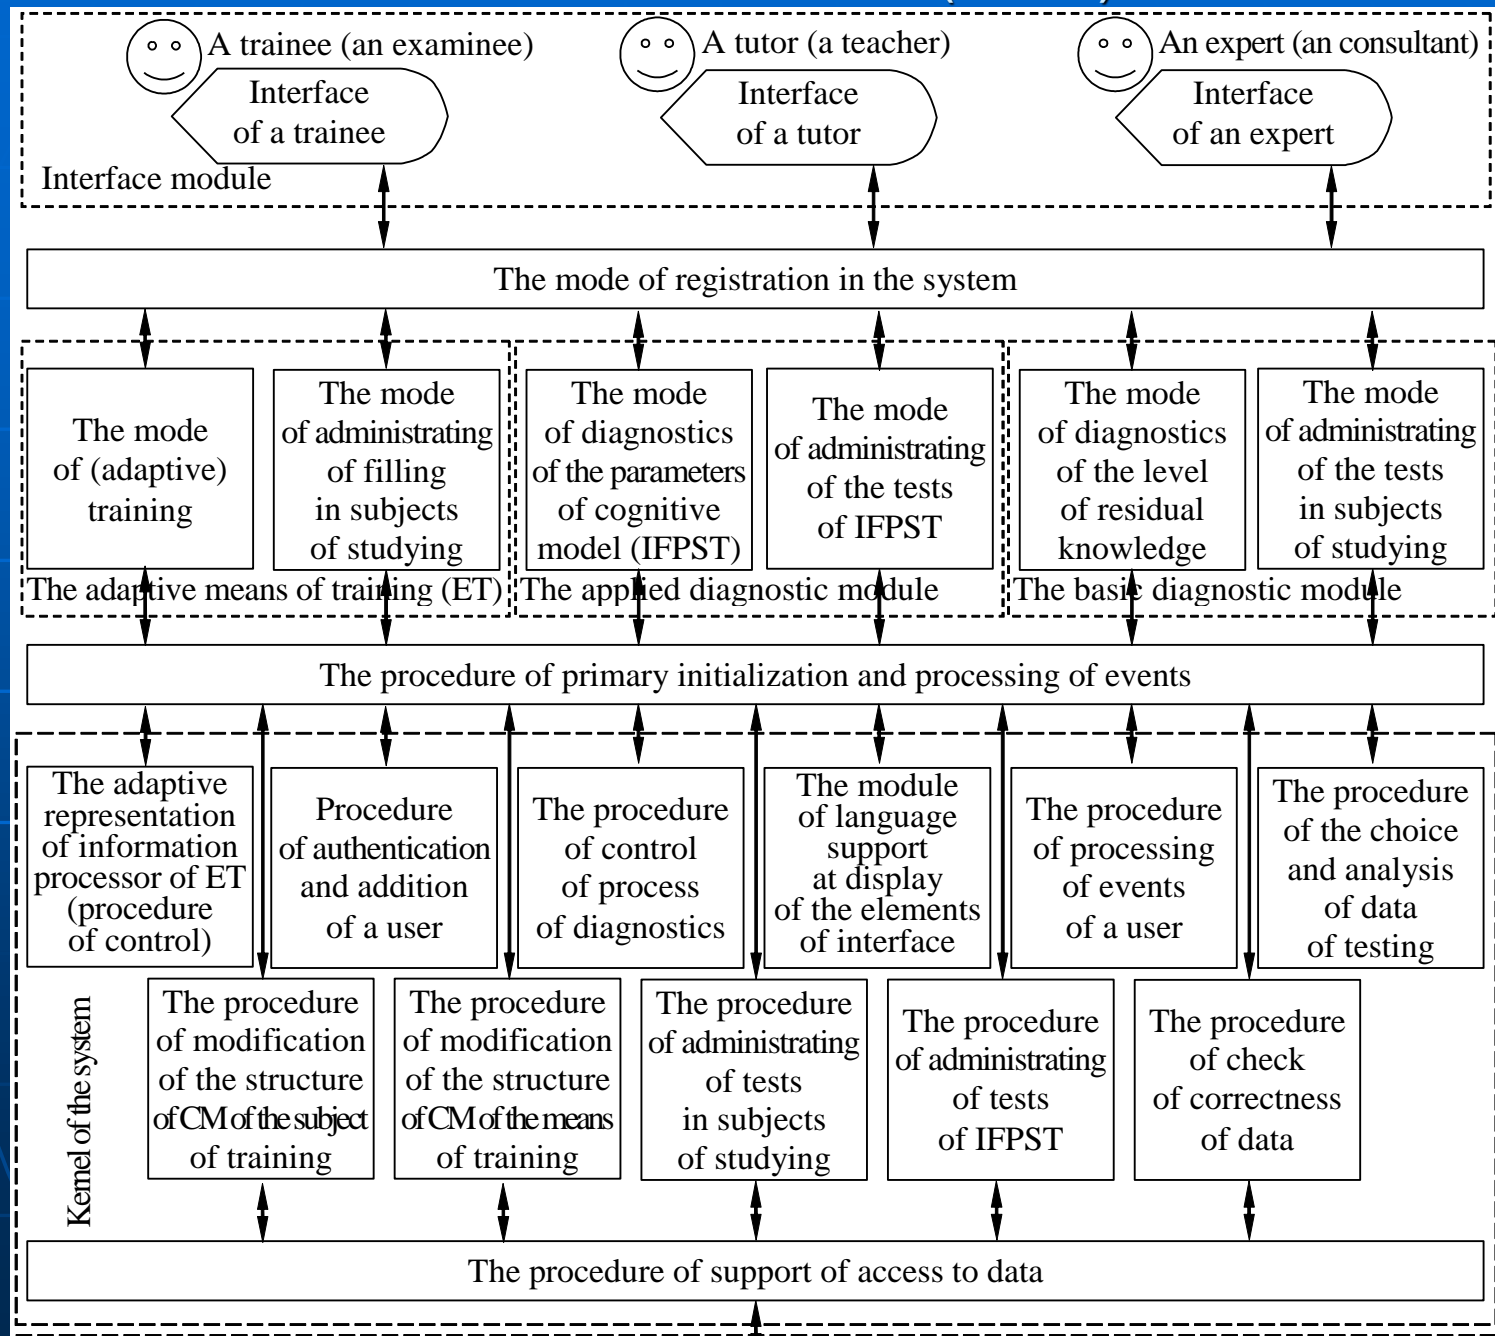 A trainee (an examinee)
Interface
of a trainee
A tutor (a teacher)
Interface
of a tutor
An expert (an consultant)
Interface
of an expert
Interface module
The mode of registration in the system
The mode
of (adaptive)
training
The mode
of administrating
of filling
in subjects
of studying
The adaptive means of training (ET)
The mode
of diagnostics
of the parameters
of cognitive
model (IFPST)
The mode
of administrating
of the tests
of IFPST
The applied diagnostic module
The mode
of diagnostics
of the level
of residual
knowledge
The mode
of administrating
of the tests
in subjects
of studying
The basic diagnostic module
The procedure of primary initialization and processing of events
The adaptive
representation
of information
processor of ET
(procedure
of control)
Procedure
of authentication
and addition
of a user
The procedure
of control
of process
of diagnostics
The module
of language
support
at display
of the elements
of interface
The procedure
of processing
of events
of a user
The procedure
of the choice
and analysis
of data
of testing
Kernel of the system
The procedure
of modification
of the structure
of CM of the subject
of training
The procedure
of modification
of the structure
of CM of the means
of training
The procedure
of administrating
of tests
in subjects
of studying
The procedure
of administrating
of tests
of IFPST
The procedure
of check
of correctness
of data
The procedure of support of access to data